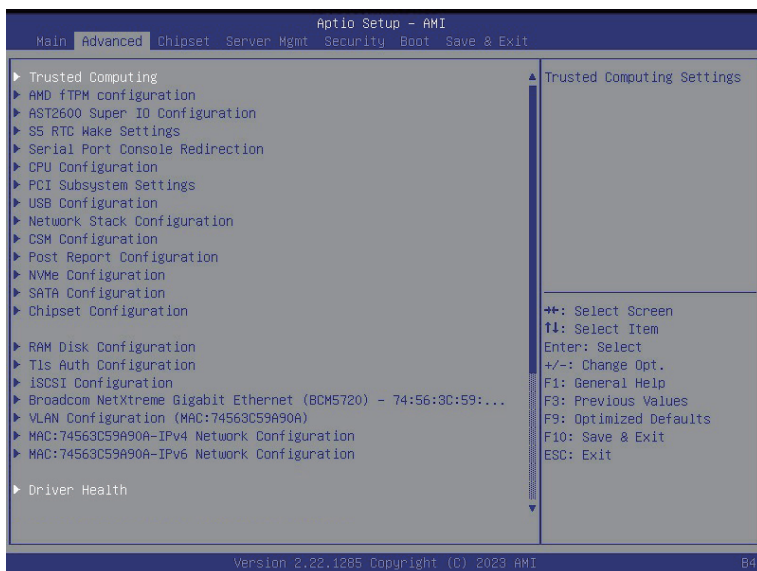 Aptio Setup - AMI
Main Advanced Chipset Server Mgmt Security Boot Save & Exit
Trusted Computing
AMD fTPM configuration
AST2600 Super IO Configuration
S5 RTC Wake Settings
Serial Port Console Redirection
CPU Configuration
PCI Subsystem Settings
USB Configuration
Network Stack Configuration
CSM Configuration
Post Report Configuration
NVMe Configuration
SATA Configuration
Chipset Configuration
RAM Disk Configuration
Tls Auth Configuration
iSCSI Configuration
Broadcom NetXtreme Gigabit Ethernet (BCM5720) - 74:56:3C:59:...
VLAN Configuration (MAC:74563C59A90A)
MAC:74563C59A90A-IPv4 Network Configuration
MAC:74563C59A90A-IPv6 Network Configuration
Driver Health
Trusted Computing Settings
→←: Select Screen
↑↓: Select Item
Enter: Select
+/-: Change Opt.
F1: General Help
F3: Previous Values
F9: Optimized Defaults
F10: Save & Exit
ESC: Exit
Version 2.22.1285 Copyright (C) 2023 AMI
B4